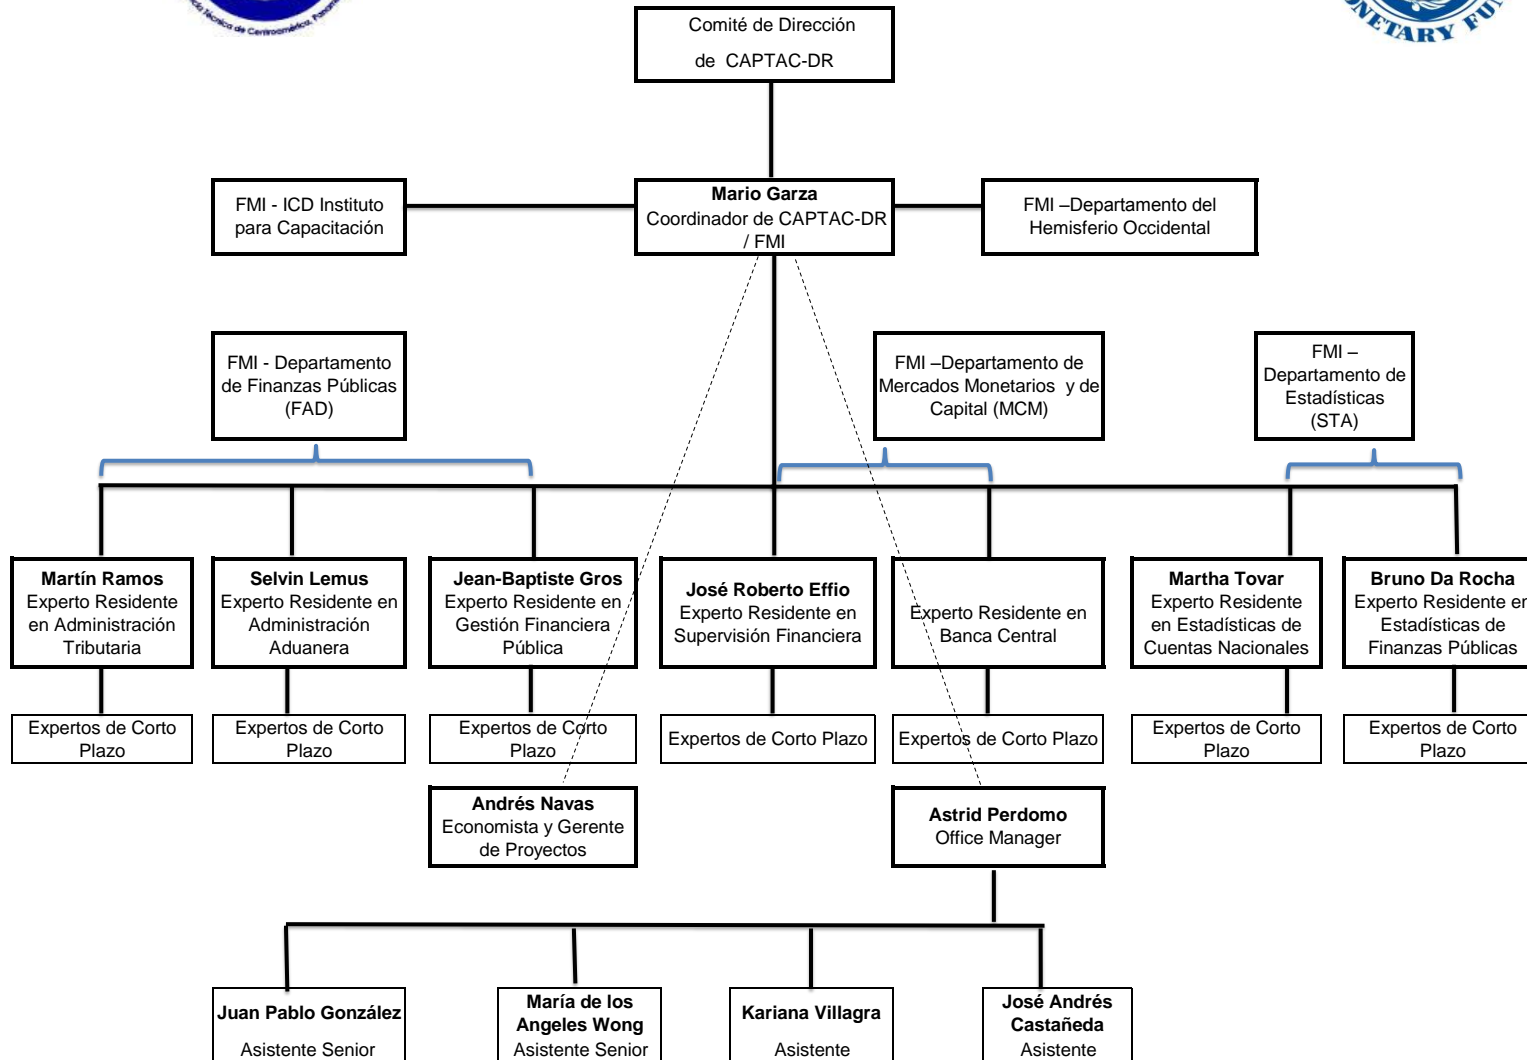 cia Técnica de Centroamérica, Panam
NETARY FUN
Comité de Dirección
de CAPTAC-DR
FMI - ICD Instituto
para Capacitación
Mario Garza
Coordinador de CAPTAC-DR
/ FMI
FMI –Departamento del
Hemisferio Occidental
FMI - Departamento
de Finanzas Públicas
(FAD)
FMI –Departamento de
Mercados Monetarios y de
Capital (MCM)
FMI –
Departamento de
Estadísticas
(STA)
Martín Ramos
Experto Residente
en Administración
Tributaria
Selvin Lemus
Experto Residente en
Administración
Aduanera
Jean-Baptiste Gros
Experto Residente en
Gestión Financiera
Pública
José Roberto Effio
Experto Residente en
Supervisión Financiera
Experto Residente en
Banca Central
Martha Tovar
Experto Residente
en Estadísticas de
Cuentas Nacionales
Bruno Da Rocha
Experto Residente en
Estadísticas de
Finanzas Públicas
Expertos de Corto
Plazo
Expertos de Corto
Plazo
Expertos de Corto
Plazo
Expertos de Corto Plazo
Expertos de Corto Plazo
Expertos de Corto
Plazo
Expertos de Corto
Plazo
Andrés Navas
Economista y Gerente
de Proyectos
Astrid Perdomo
Office Manager
Juan Pablo González
Asistente Senior
María de los
Angeles Wong
Asistente Senior
Kariana Villagra
Asistente
José Andrés
Castañeda
Asistente